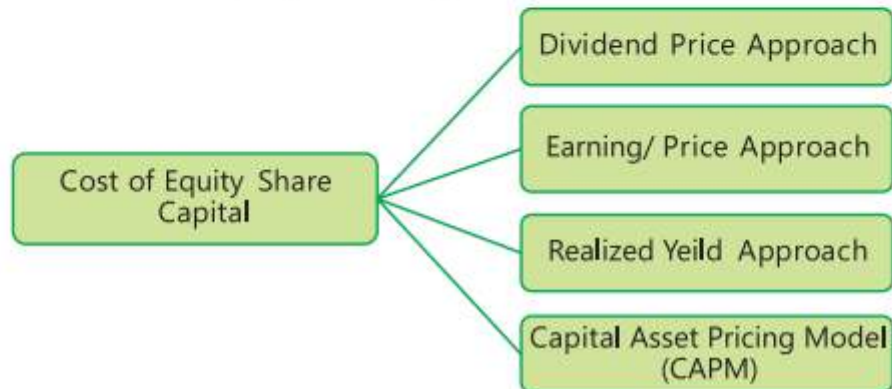 Cost of Equity Share
Capital
Dividend Price Approach
Earning/ Price Approach
Realized Yeild Approach
Capital Asset Pricing Model
(CAPM)